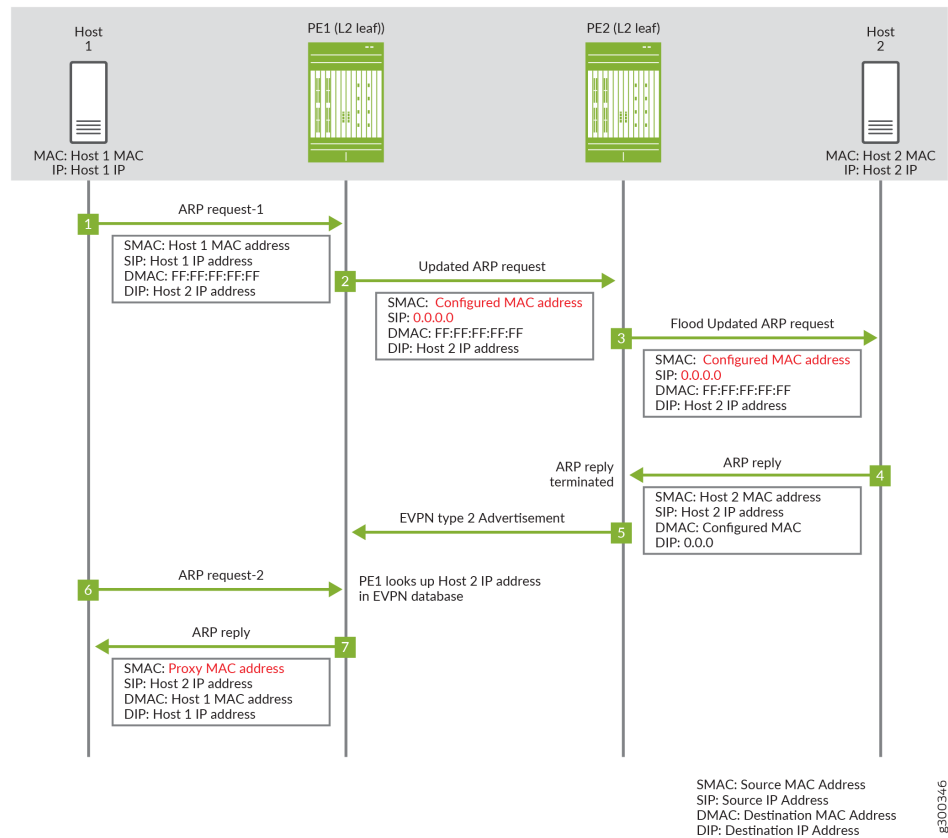 Host
1
PE1 (L2 leaf))
PE2 (L2 leaf)
Host
2
MAC: Host 1 MAC
IP: Host 1 IP
MAC: Host 2 MAC
IP: Host 2 IP
1
ARP request-1
SMAC: Host 1 MAC address
SIP: Host 1 IP address
DMAC: FF:FF:FF:FF:FF
DIP: Host 2 IP address
2
Updated ARP request
SMAC: Configured MAC address
SIP: 0.0.0.0
DMAC: FF:FF:FF:FF:FF
DIP: Host 2 IP address
3
Flood Updated ARP request
SMAC: Configured MAC address
SIP: 0.0.0.0
DMAC: FF:FF:FF:FF:FF
DIP: Host 2 IP address
ARP reply
terminated
ARP reply
4
SMAC: Host 2 MAC address
SIP: Host 2 IP address
DMAC: Configured MAC
DIP: 0.0.0
EVPN type 2 Advertisement
5
6
ARP request-2
PE1 looks up Host 2 IP address
in EVPN database
ARP reply
7
SMAC: Proxy MAC address
SIP: Host 2 IP address
DMAC: Host 1 MAC address
DIP: Host 1 IP address
SMAC: Source MAC Address
SIP: Source IP Address
DMAC: Destination MAC Address
DIP: Destination IP Address
g300346